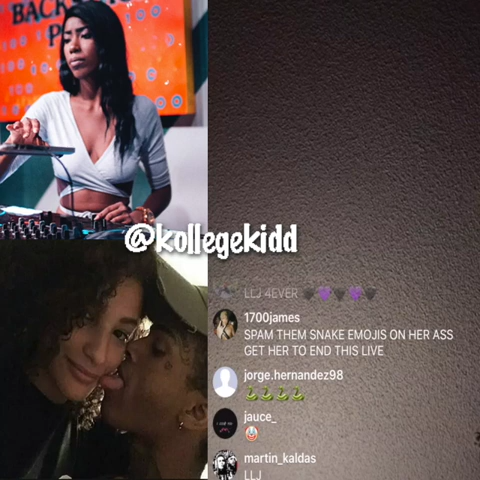 BACKS
P
@kollegekidd
LLJ 4EVER 🖤💜🖤💜🖤
1700james
SPAM THEM SNAKE EMOJIS ON HER ASS
GET HER TO END THIS LIVE
jorge.hernandez98
🐍🐍🐍🐍
jauce_
🤡
martin_kaldas
LLJ